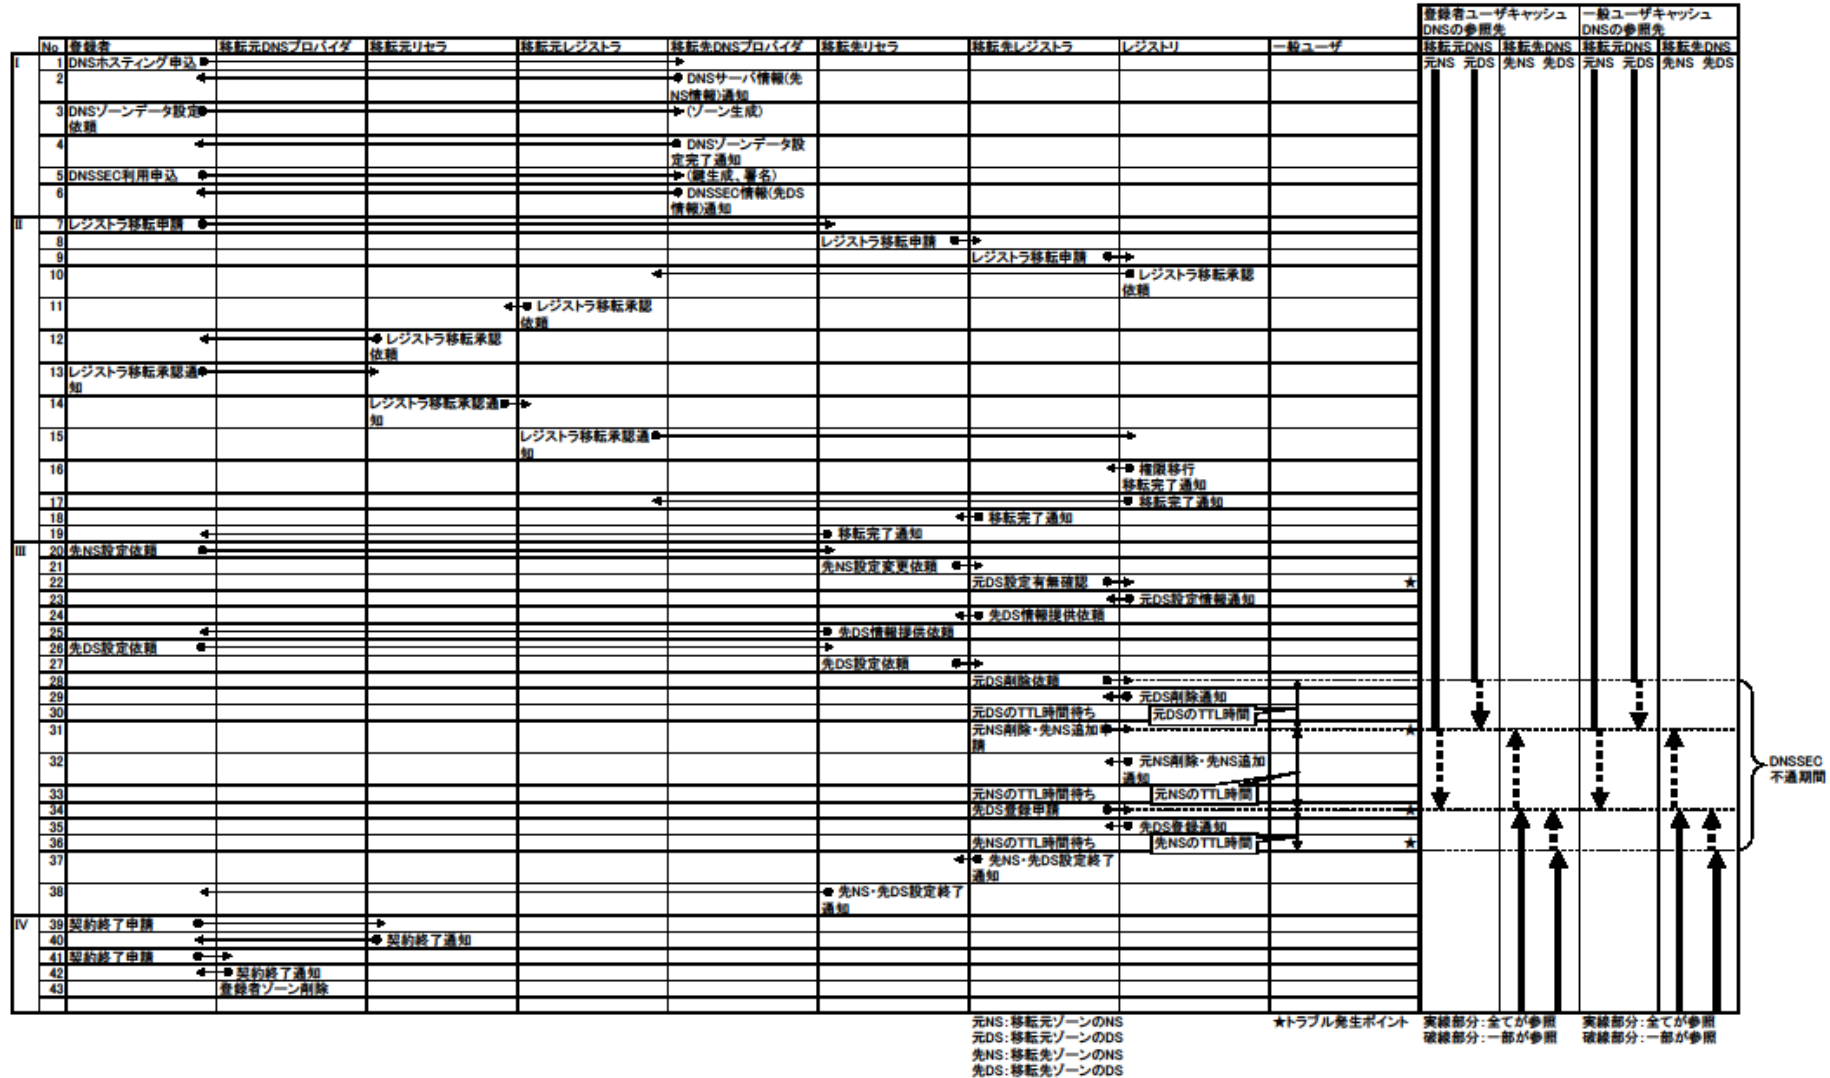 登録者ユーザキャッシュ 一般ユーザキャッシュ
DNSの参照先 DNSの参照先
No 登録者 移転元DNSプロバイダ 移転元リセラ 移転元レジストラ 移転先DNSプロバイダ 移転先リセラ 移転先レジストラ レジストリ 一般ユーザ 移転元DNS 移転先DNS 移転元DNS 移転先DNS
I 1 DNSホスティング申込 元NS 元DS 先NS 先DS 元NS 元DS 先NS 先DS
2 DNSサーバ情報(先
NS情報)通知
3 DNSゾーンデータ設定 (ゾーン生成)
依頼
4 DNSゾーンデータ設
定完了通知
5 DNSSEC利用申込 (鍵生成、署名)
6 DNSSEC情報(先DS
情報)通知
II 7 レジストラ移転申請
8 レジストラ移転申請
9 レジストラ移転申請
10 レジストラ移転承認
依頼
11 レジストラ移転承認
依頼
12 レジストラ移転承認
依頼
13 レジストラ移転承認通
知
14 レジストラ移転承認通
知
15 レジストラ移転承認通
知
16 権限移行
移転完了通知
17 移転完了通知
18 移転完了通知
19 移転完了通知
III 20 先NS設定依頼
21 先NS設定変更依頼
22 元DS設定有無確認 ★
23 元DS設定情報通知
24 先DS情報提供依頼
25 先DS情報提供依頼
26 先DS設定依頼
27 先DS設定依頼
28 元DS削除依頼
29 元DS削除通知
30 元DSのTTL時間待ち 元DSのTTL時間
31 元NS削除・先NS追加申 ★
請
32 元NS削除・先NS追加
通知
DNSSEC
不通期間
33 元NSのTTL時間待ち 元NSのTTL時間
34 先DS登録申請 ★
35 先DS登録通知
36 先NSのTTL時間待ち 先NSのTTL時間 ★
37 先NS・先DS設定終了
通知
38 先NS・先DS設定終了
通知
IV 39 契約終了申請
40 契約終了通知
41 契約終了申請
42 契約終了通知
43 登録者ゾーン削除
元NS:移転元ゾーンのNS ★トラブル発生ポイント 実線部分:全てが参照 実線部分:全てが参照
元DS:移転元ゾーンのDS 破線部分:一部が参照 破線部分:一部が参照
先NS:移転先ゾーンのNS
先DS:移転先ゾーンのDS